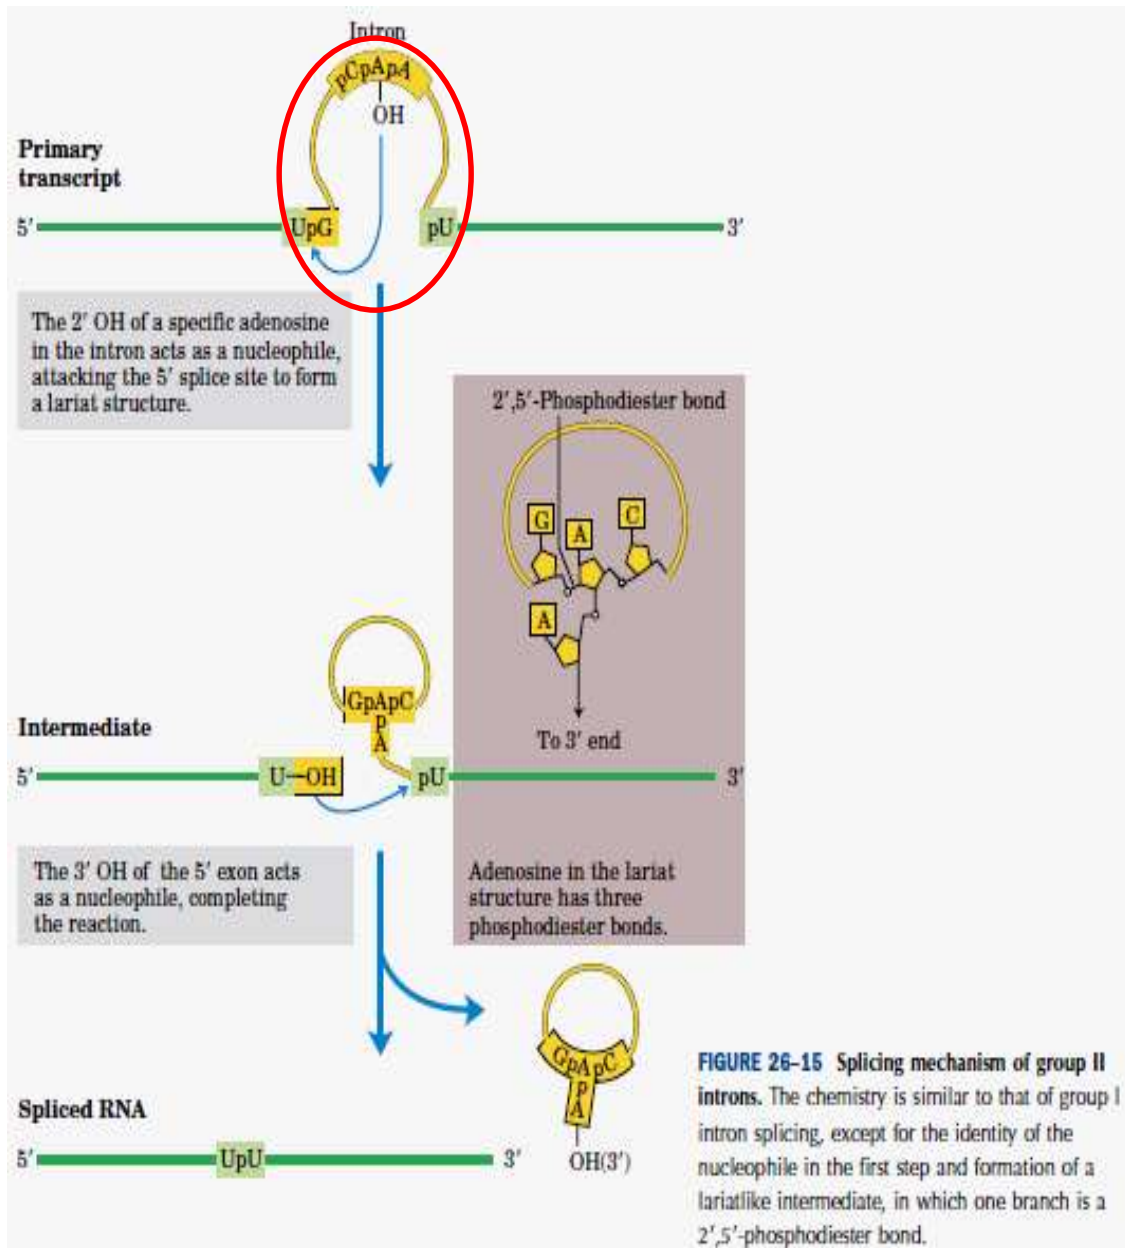 Intron
pCpApA
OH
Primary
transcript
5′
UpG
pU
3′
The 2′ OH of a specific adenosine
in the intron acts as a nucleophile,
attacking the 5′ splice site to form
a lariat structure.
2′,5′-Phosphodiester bond
G
A
C
A
To 3′ end
GpApC
p
A
Intermediate
5′
U—OH
pU
3′
The 3′ OH of the 5′ exon acts
as a nucleophile, completing
the reaction.
Adenosine in the lariat
structure has three
phosphodiester bonds.
GpApC
p
A
OH(3′)
Spliced RNA
5′
UpU
3′
FIGURE 26–15 Splicing mechanism of group II
introns. The chemistry is similar to that of group I
intron splicing, except for the identity of the
nucleophile in the first step and formation of a
lariatlike intermediate, in which one branch is a
2′,5′-phosphodiester bond.